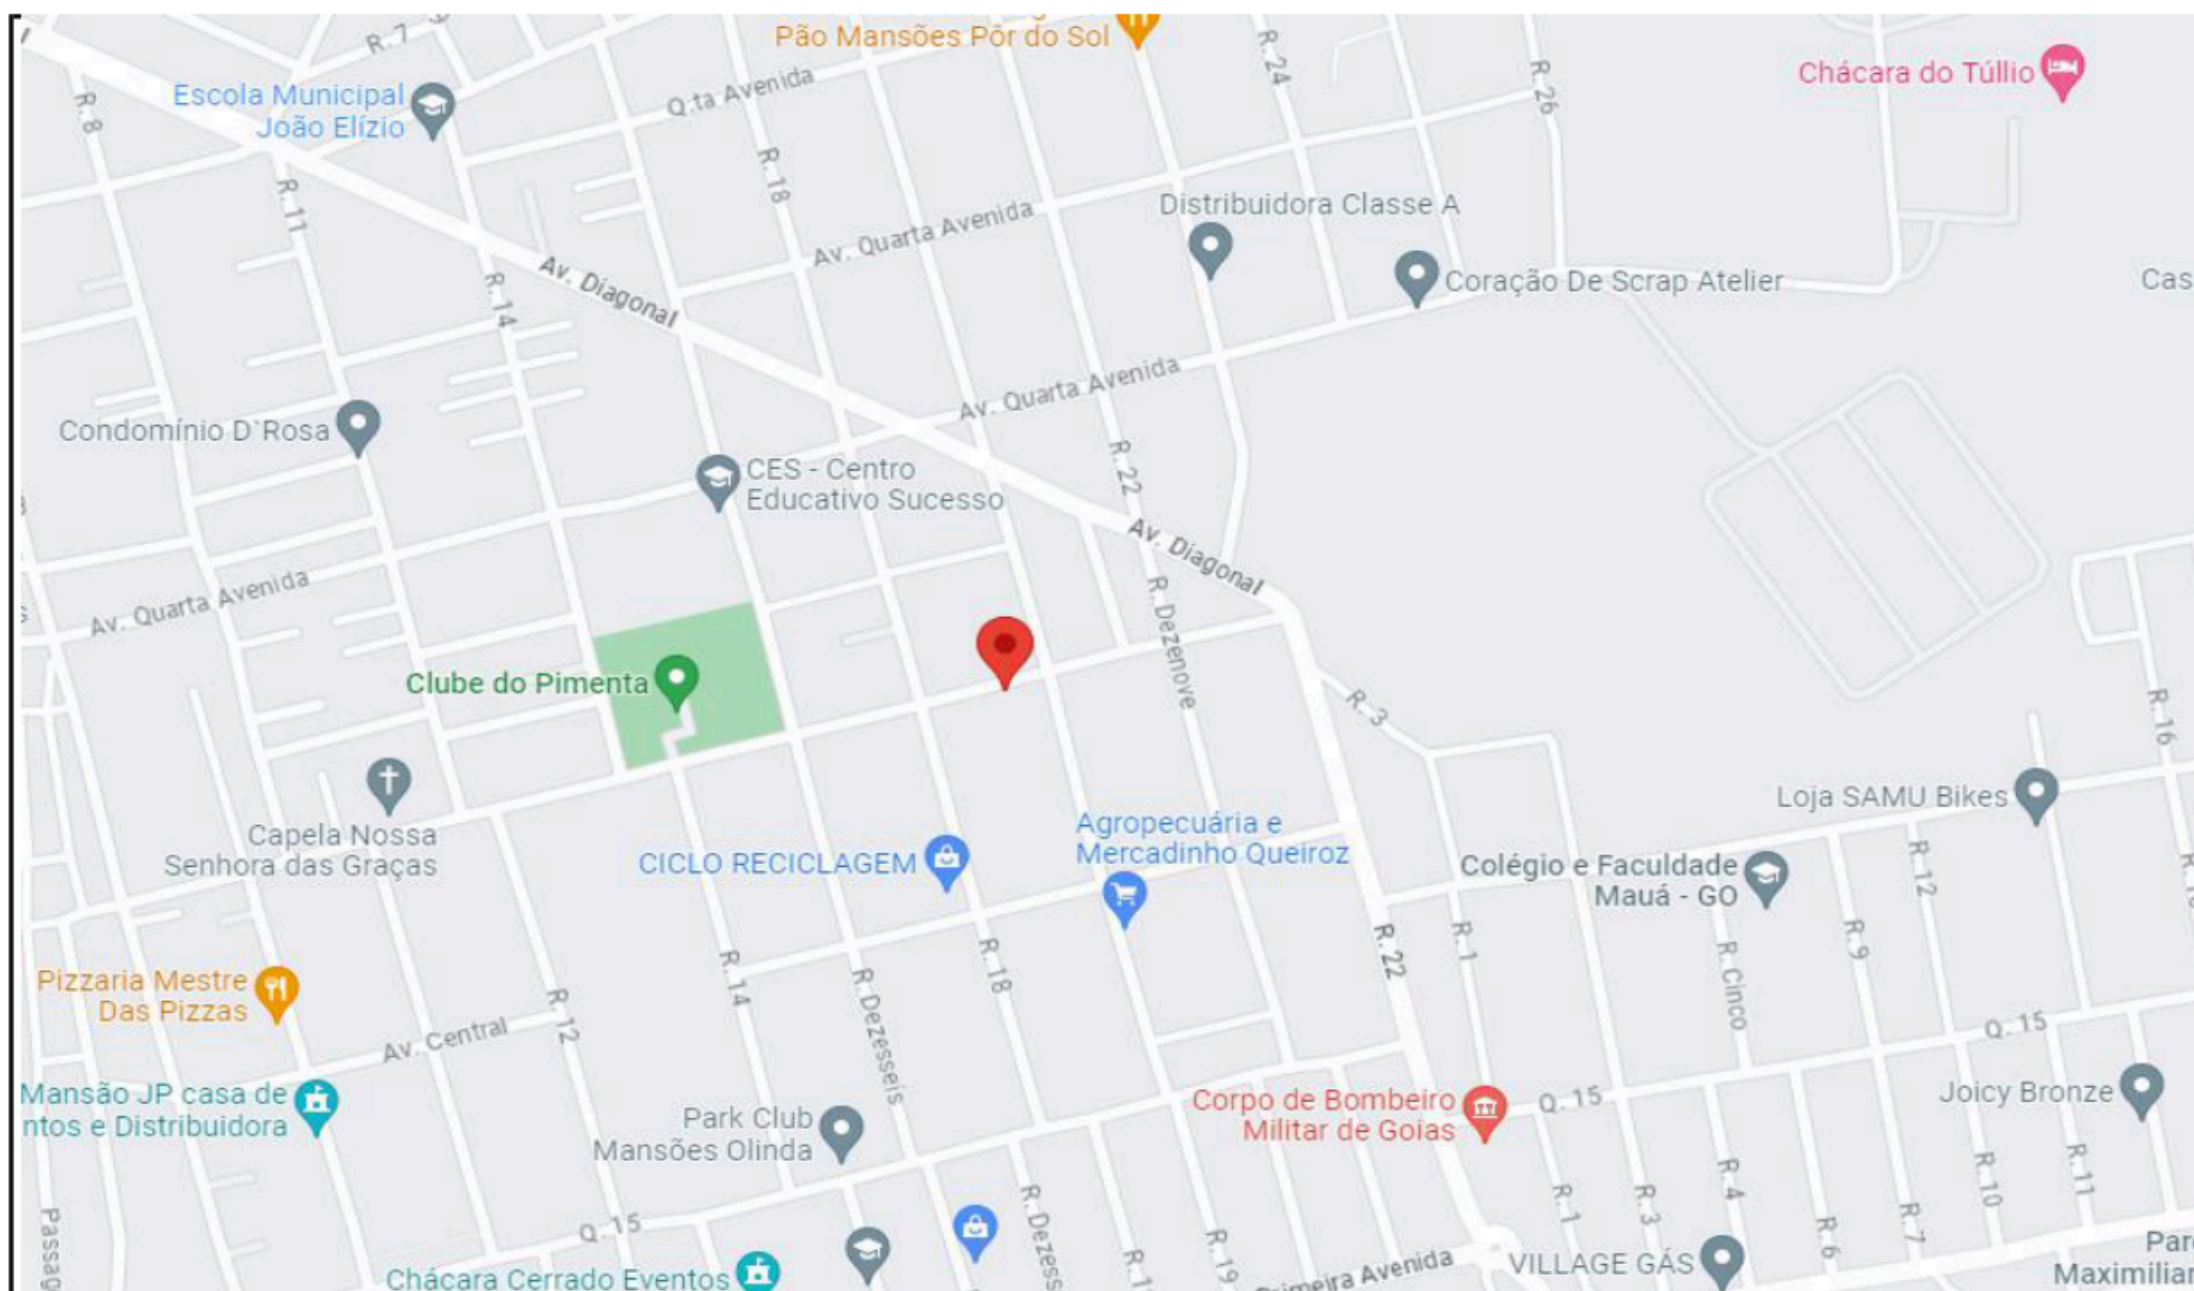 Pão Mansões Pôr do Sol
R. 7
R. 24
R. 26
Chácara do Túllio
Escola Municipal
João Elízio
R. 8
Q.ta Avenida
R. 18
R. 11
Distribuidora Classe A
Av. Quarta Avenida
Av. Diagonal
R. 14
Coração De Scrap Atelier
Cas
Av. Quarta Avenida
Condomínio D`Rosa
R. 22
CES - Centro
Educativo Sucesso
Av. Diagonal
Av. Quarta Avenida
R. Dezenove
Clube do Pimenta
R. 3
R. 16
Capela Nossa
Senhora das Graças
CICLO RECICLAGEM
Agropecuária e
Mercadinho Queiroz
Loja SAMU Bikes
Colégio e Faculdade
Mauá - GO
R. 12
R. 9
R. 1
R. 22
R. Cinco
R. 18
R. 14
R. Dezesseis
Pizzaria Mestre
Das Pizzas
R. 12
Av. Central
Q. 15
Mansão JP casa de
ntos e Distribuidora
Park Club
Mansões Olinda
Corpo de Bombeiro
Militar de Goias
Q. 15
Joicy Bronze
R. 11
R. 10
R. 4
R. 3
R. 1
R. 6
R. 7
Passag
Q. 15
R. Dezess
R. 1
R. 19
Primeira Avenida
VILLAGE GÁS
Chácara Cerrado Eventos
Parq
Maximilian